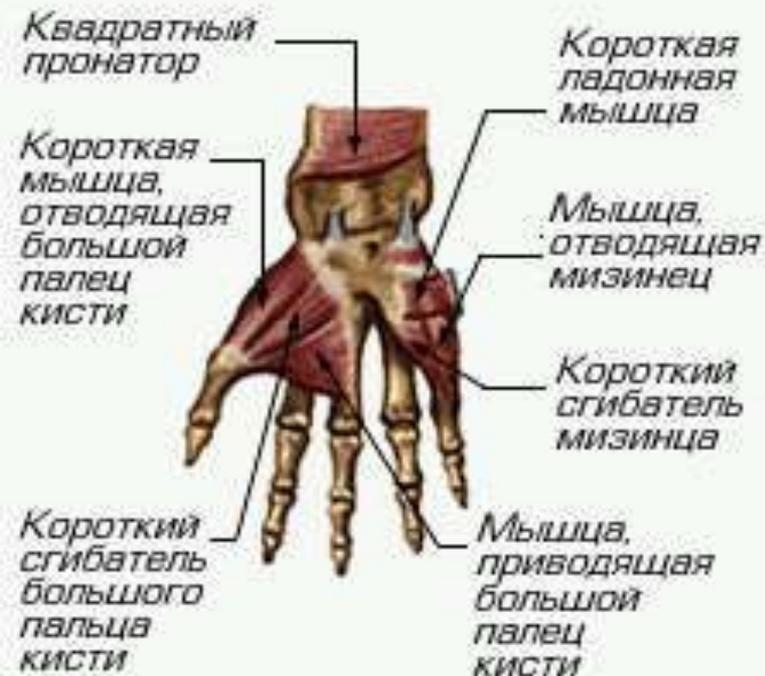 Квадратный
пронатор
Короткая
ладонная
мышца
Короткая
мышца,
отводящая
большой
палец
кисти
Мышца,
отводящая
мизинец
Короткий
сгибатель
мизинца
Короткий
сгибатель
большого
пальца
кисти
Мышца,
приводящая
большой
палец
кисти